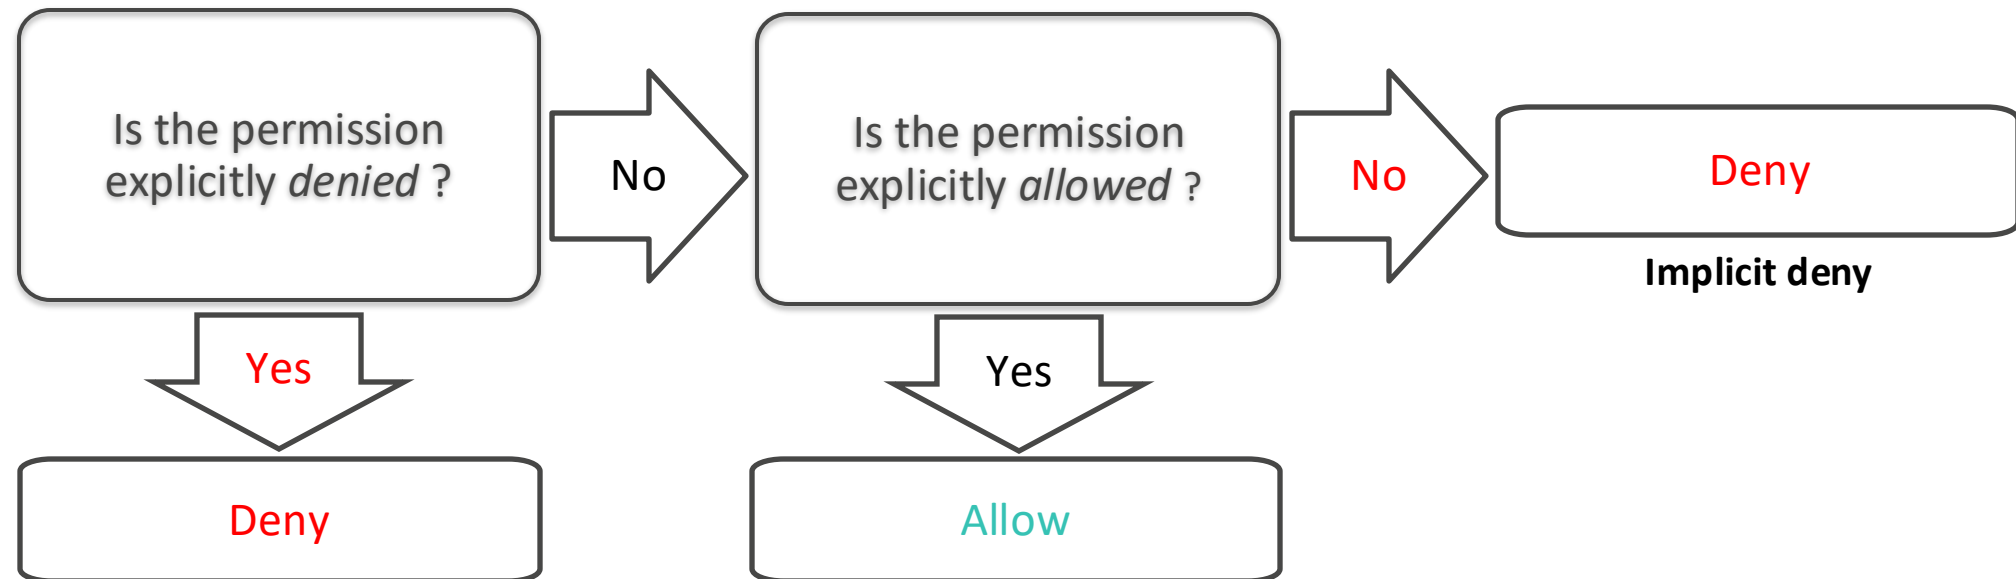 Is the permission
explicitly denied ?
No
Is the permission
explicitly allowed ?
No
Deny
Implicit deny
Yes
Yes
Deny
Allow